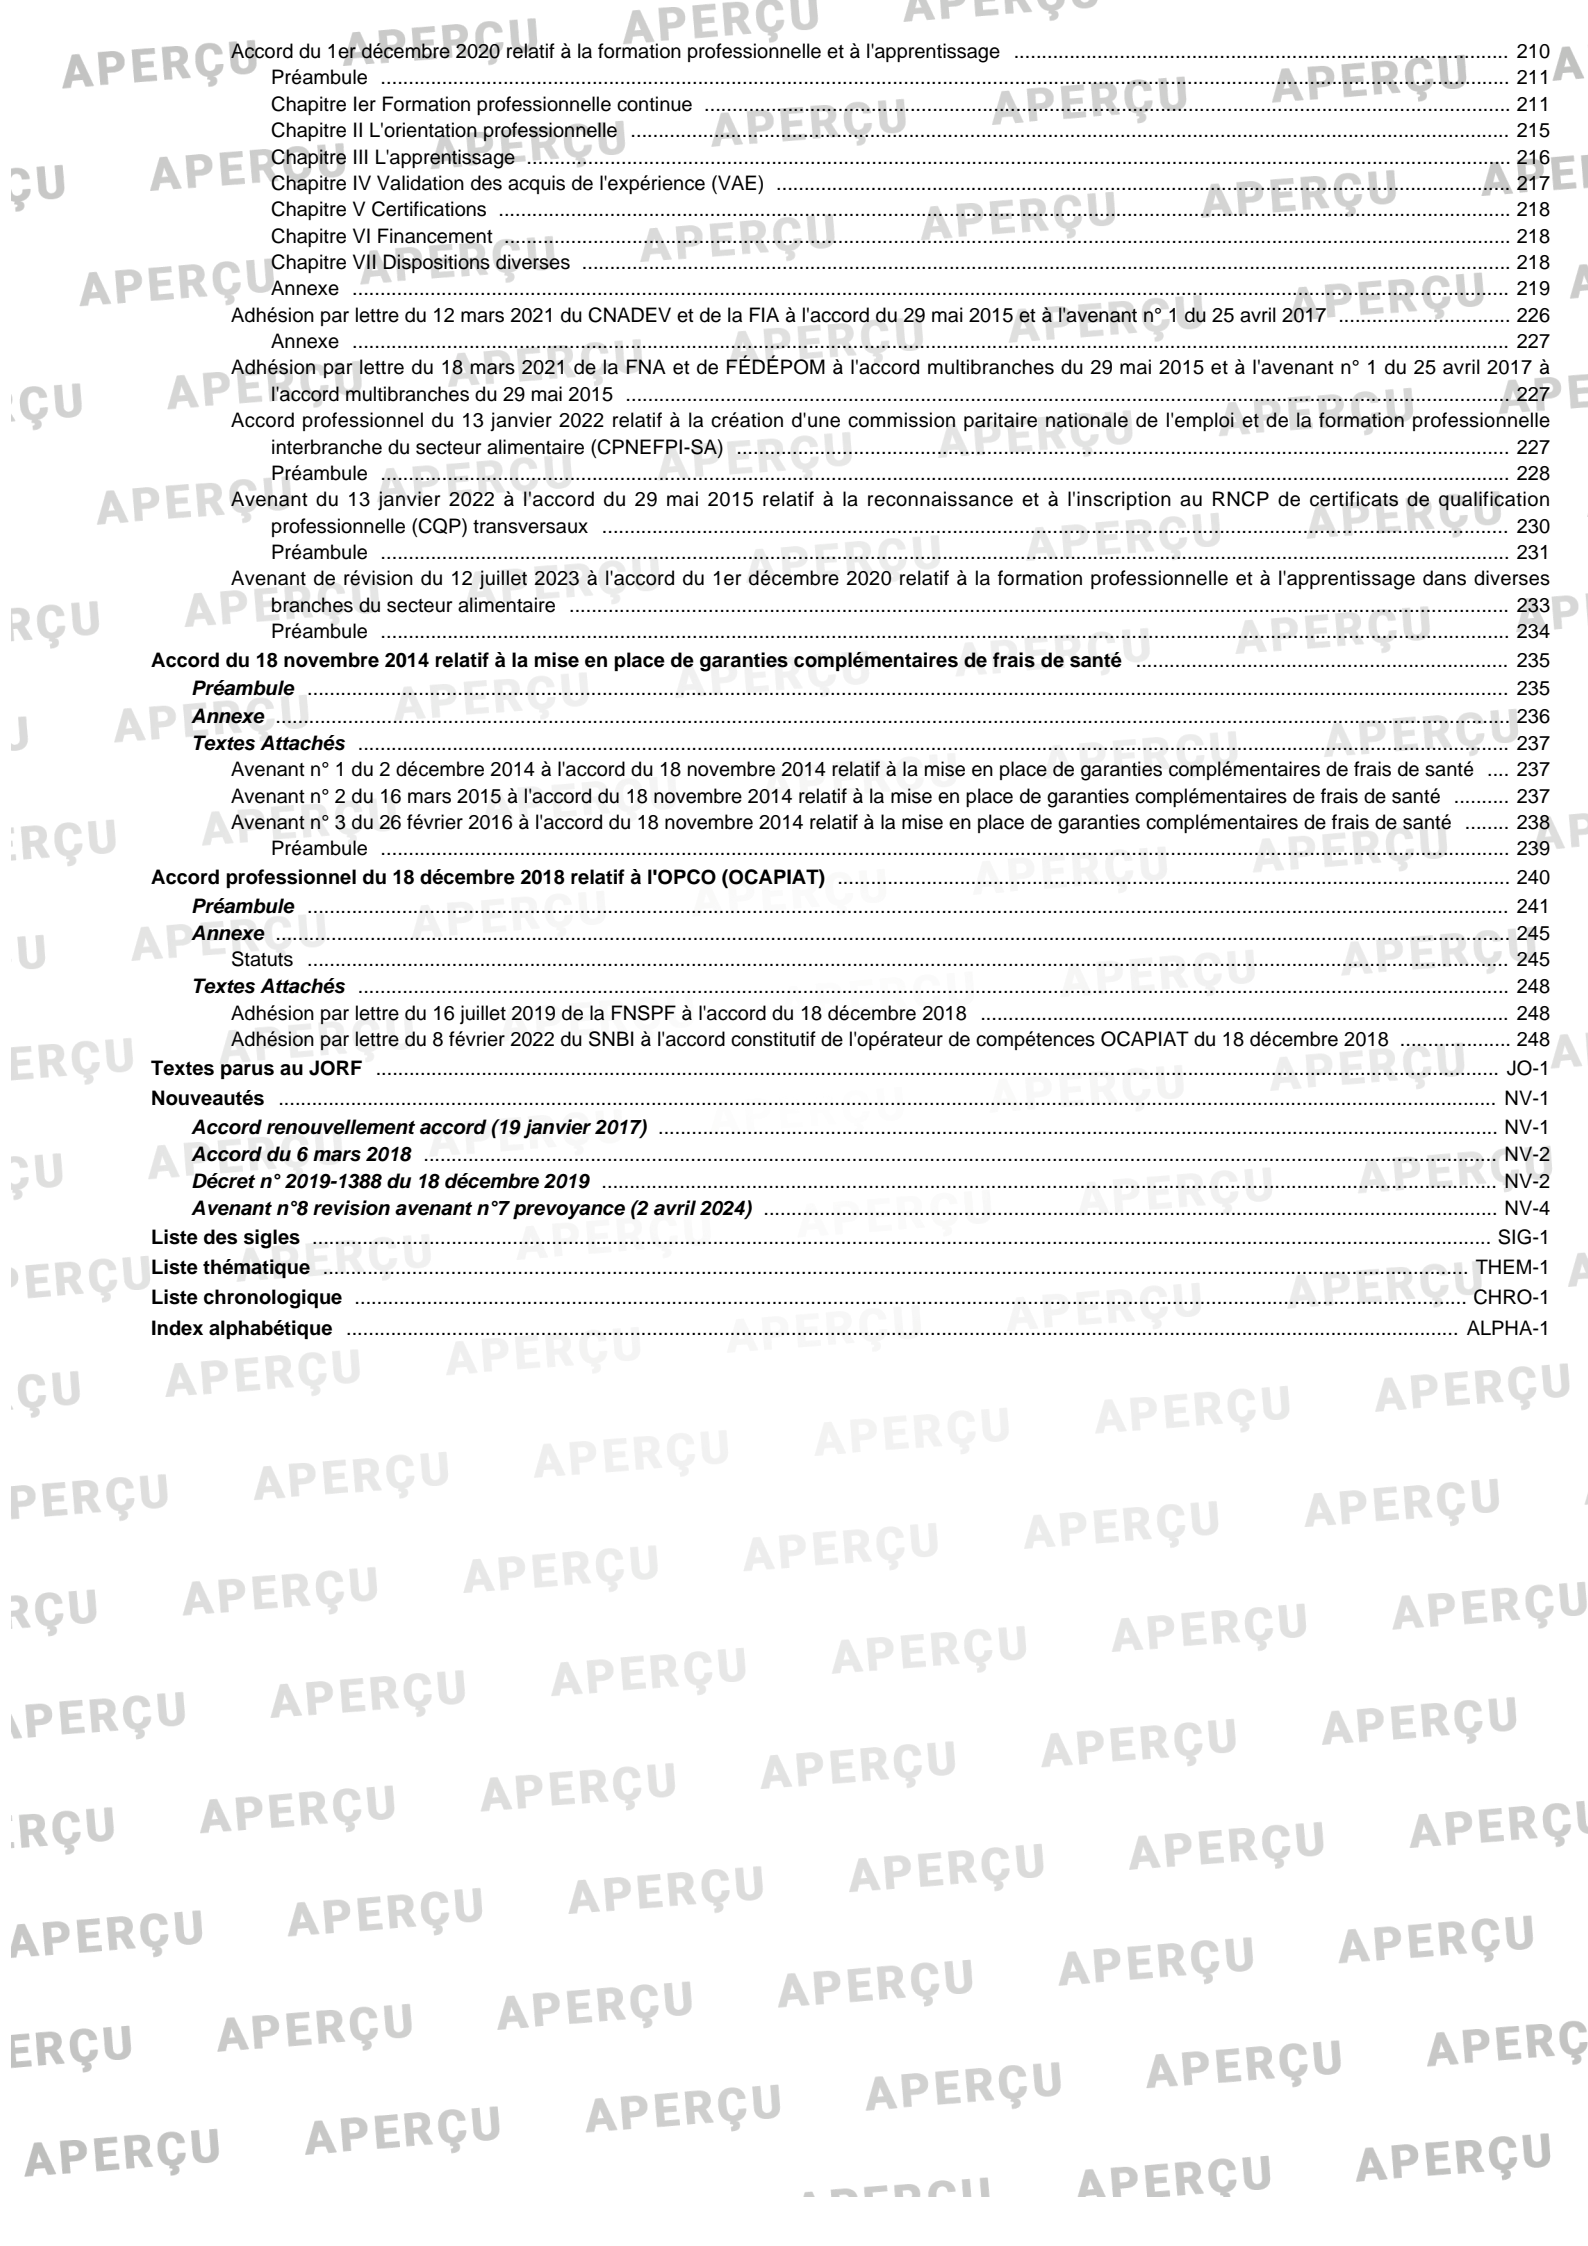 Accord du 1er décembre 2020 relatif à la formation professionnelle et à l'apprentissage ... 210
Préambule ... 211
Chapitre Ier Formation professionnelle continue ... 211
Chapitre II L'orientation professionnelle ... 215
Chapitre III L'apprentissage ... 216
Chapitre IV Validation des acquis de l'expérience (VAE) ... 217
Chapitre V Certifications ... 218
Chapitre VI Financement ... 218
Chapitre VII Dispositions diverses ... 218
Annexe ... 219
Adhésion par lettre du 12 mars 2021 du CNADEV et de la FIA à l'accord du 29 mai 2015 et à l'avenant n° 1 du 25 avril 2017 ... 226
Annexe ... 227
Adhésion par lettre du 18 mars 2021 de la FNA et de FÉDÉPOM à l'accord multibranches du 29 mai 2015 et à l'avenant n° 1 du 25 avril 2017 à
l'accord multibranches du 29 mai 2015 ... 227
Accord professionnel du 13 janvier 2022 relatif à la création d'une commission paritaire nationale de l'emploi et de la formation professionnelle
interbranche du secteur alimentaire (CPNEFPI-SA) ... 227
Préambule ... 228
Avenant du 13 janvier 2022 à l'accord du 29 mai 2015 relatif à la reconnaissance et à l'inscription au RNCP de certificats de qualification
professionnelle (CQP) transversaux ... 230
Préambule ... 231
Avenant de révision du 12 juillet 2023 à l'accord du 1er décembre 2020 relatif à la formation professionnelle et à l'apprentissage dans diverses
branches du secteur alimentaire ... 233
Préambule ... 234
Accord du 18 novembre 2014 relatif à la mise en place de garanties complémentaires de frais de santé ... 235
Préambule ... 235
Annexe ... 236
Textes Attachés ... 237
Avenant n° 1 du 2 décembre 2014 à l'accord du 18 novembre 2014 relatif à la mise en place de garanties complémentaires de frais de santé .... 237
Avenant n° 2 du 16 mars 2015 à l'accord du 18 novembre 2014 relatif à la mise en place de garanties complémentaires de frais de santé ... 237
Avenant n° 3 du 26 février 2016 à l'accord du 18 novembre 2014 relatif à la mise en place de garanties complémentaires de frais de santé ... 238
Préambule ... 239
Accord professionnel du 18 décembre 2018 relatif à l'OPCO (OCAPIAT) ... 240
Préambule ... 241
Annexe ... 245
Statuts ... 245
Textes Attachés ... 248
Adhésion par lettre du 16 juillet 2019 de la FNSPF à l'accord du 18 décembre 2018 ... 248
Adhésion par lettre du 8 février 2022 du SNBI à l'accord constitutif de l'opérateur de compétences OCAPIAT du 18 décembre 2018 ... 248
Textes parus au JORF ... JO-1
Nouveautés ... NV-1
Accord renouvellement accord (19 janvier 2017) ... NV-1
Accord du 6 mars 2018 ... NV-2
Décret n° 2019-1388 du 18 décembre 2019 ... NV-2
Avenant n°8 revision avenant n°7 prevoyance (2 avril 2024) ... NV-4
Liste des sigles ... SIG-1
Liste thématique ... THEM-1
Liste chronologique ... CHRO-1
Index alphabétique ... ALPHA-1
APERÇU